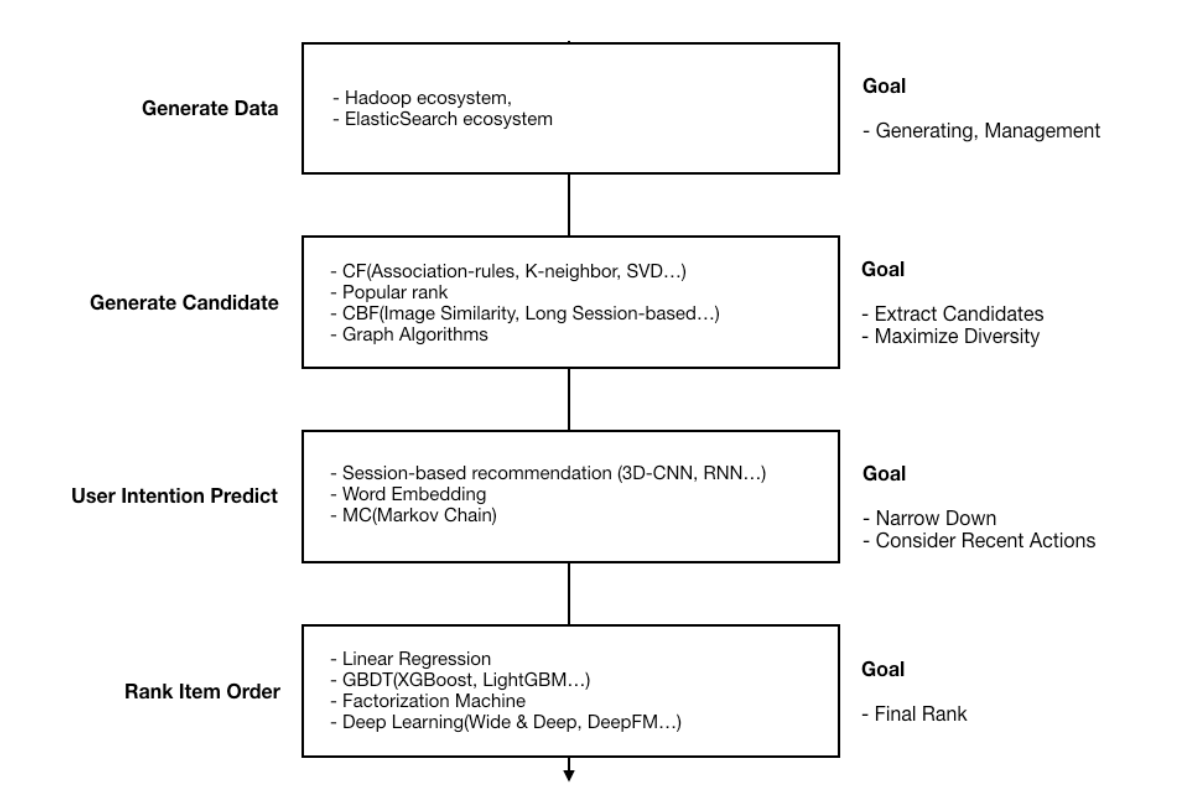 Generate Data
- Hadoop ecosystem,
- ElasticSearch ecosystem
Goal
- Generating, Management
Generate Candidate
- CF(Association-rules, K-neighbor, SVD...)
- Popular rank
- CBF(Image Similarity, Long Session-based...)
- Graph Algorithms
Goal
- Extract Candidates
- Maximize Diversity
User Intention Predict
- Session-based recommendation (3D-CNN, RNN...)
- Word Embedding
- MC(Markov Chain)
Goal
- Narrow Down
- Consider Recent Actions
Rank Item Order
- Linear Regression
- GBDT(XGBoost, LightGBM...)
- Factorization Machine
- Deep Learning(Wide & Deep, DeepFM...)
Goal
- Final Rank